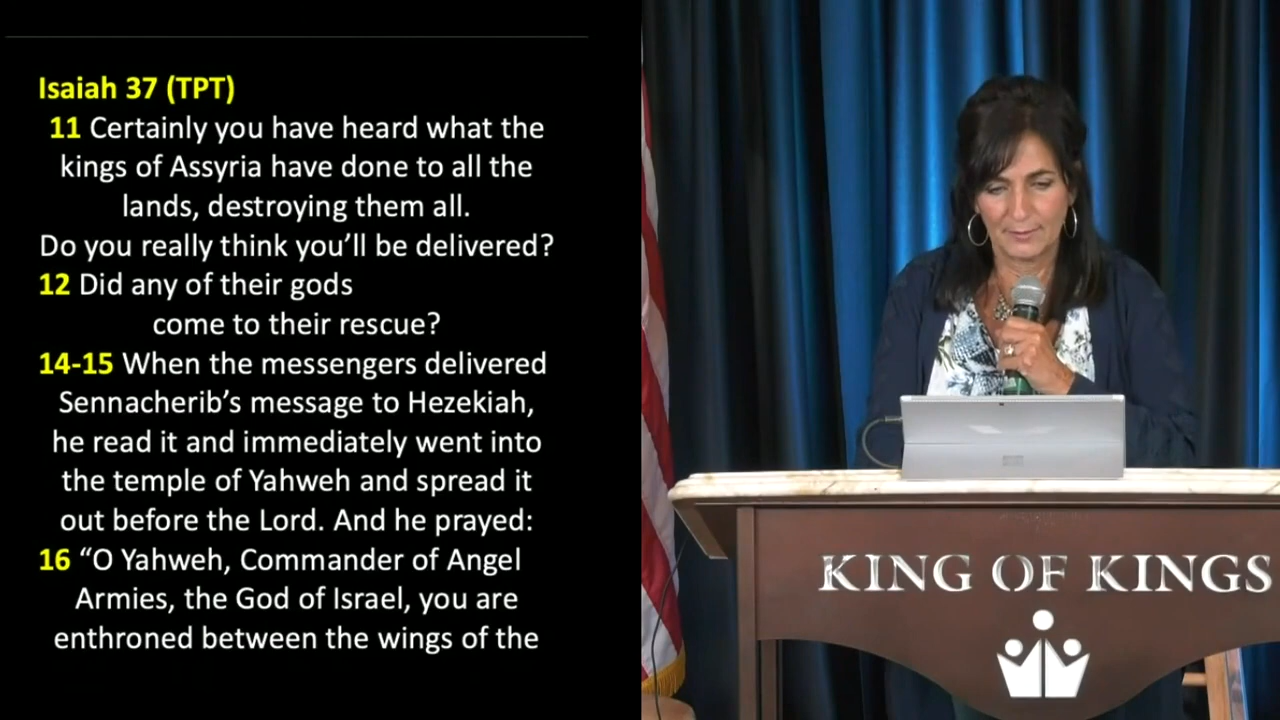 Isaiah 37 (TPT)
11 Certainly you have heard what the
kings of Assyria have done to all the
lands, destroying them all.
Do you really think you’ll be delivered?
12 Did any of their gods
come to their rescue?
14-15 When the messengers delivered
Sennacherib’s message to Hezekiah,
he read it and immediately went into
the temple of Yahweh and spread it
out before the Lord. And he prayed:
16 “O Yahweh, Commander of Angel
Armies, the God of Israel, you are
enthroned between the wings of the
KING OF KINGS